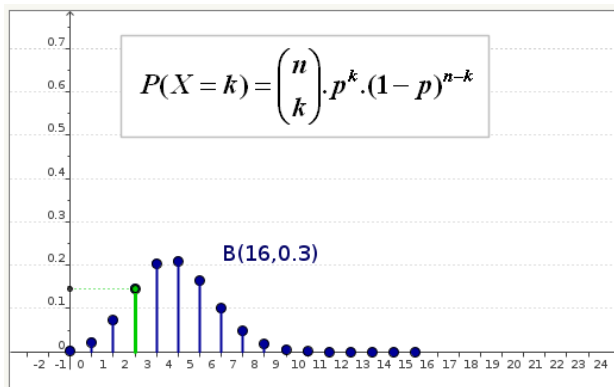 0.7
P(X = k) = (n k) . p^k . (1 − p)^{n−k}
0.6
0.5
0.4
0.3
B(16,0.3)
0.2
0.1
0
-2 -1 0 1 2 3 4 5 6 7 8 9 10 11 12 13 14 15 16 17 18 19 20 21 22 23 24